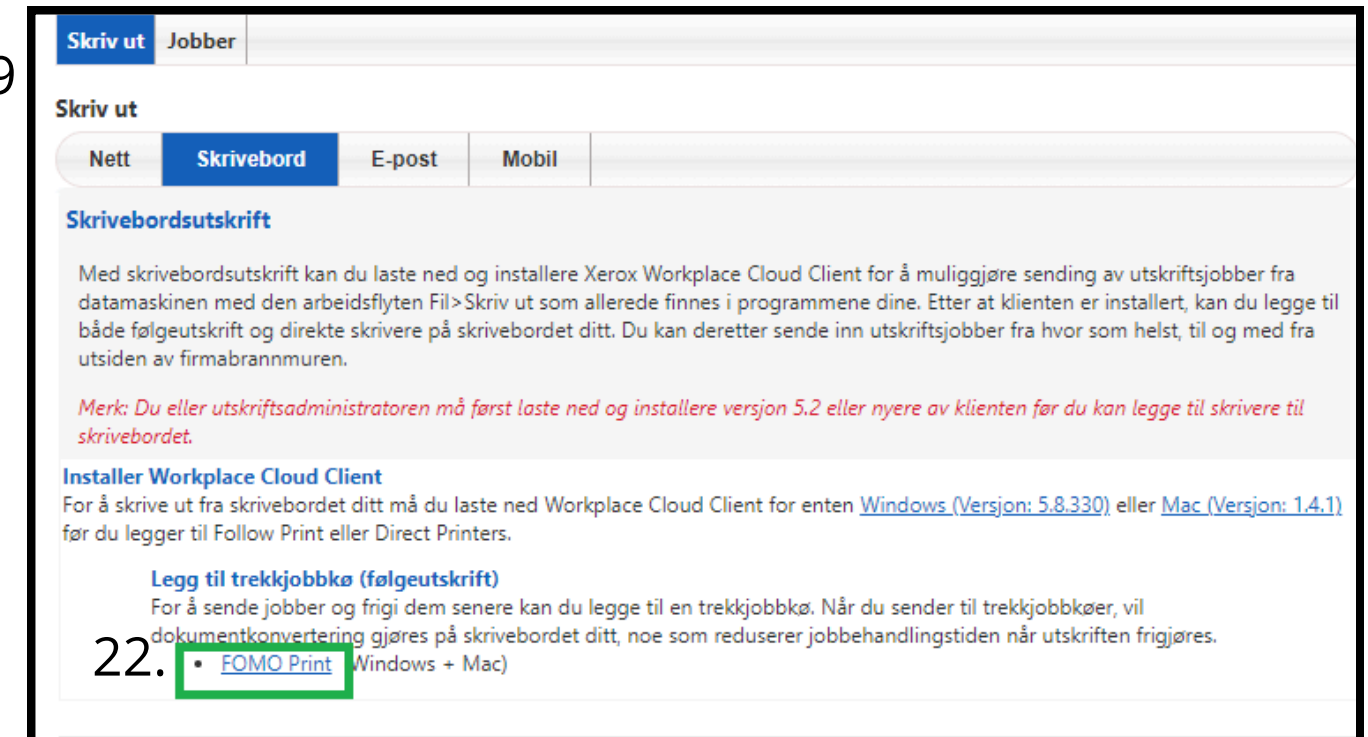 Skriv ut Jobber
9
Skriv ut
Nett Skrivebord E-post Mobil
Skrivebordsutskrift
Med skrivebordsutskrift kan du laste ned og installere Xerox Workplace Cloud Client for å muliggjøre sending av utskriftsjobber fra
datamaskinen med den arbeidsflyten Fil>Skriv ut som allerede finnes i programmene dine. Etter at klienten er installert, kan du legge til
både følgeutskrift og direkte skrivere på skrivebordet ditt. Du kan deretter sende inn utskriftsjobber fra hvor som helst, til og med fra
utsiden av firmabrannmuren.
Merk: Du eller utskriftsadministratoren må først laste ned og installere versjon 5.2 eller nyere av klienten før du kan legge til skrivere til
skrivebordet.
Installer Workplace Cloud Client
For å skrive ut fra skrivebordet ditt må du laste ned Workplace Cloud Client for enten Windows (Versjon: 5.8.330) eller Mac (Versjon: 1.4.1)
før du legger til Follow Print eller Direct Printers.
Legg til trekkjobbkø (følgeutskrift)
For å sende jobber og frigi dem senere kan du legge til en trekkjobbkø. Når du sender til trekkjobbkøer, vil
dokumentkonvertering gjøres på skrivebordet ditt, noe som reduserer jobbehandlingstiden når utskriften frigjøres.
22. • FOMO Print Windows + Mac)